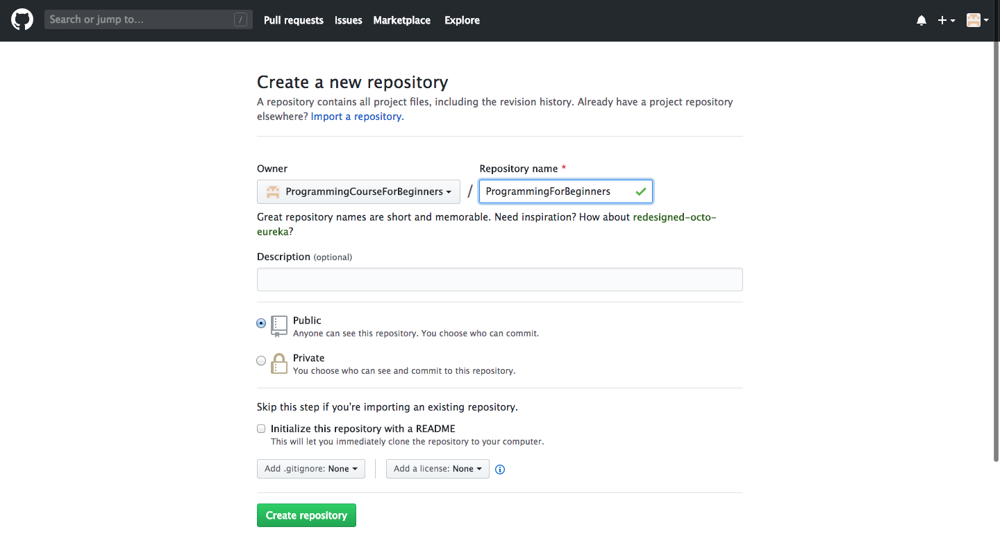 Search or jump to... /
Pull requests Issues Marketplace Explore
Create a new repository
A repository contains all project files, including the revision history. Already have a project repository
elsewhere? Import a repository.
Owner
Repository name *
ProgrammingCourseForBeginners / ProgrammingForBeginners
Great repository names are short and memorable. Need inspiration? How about redesigned-octo-
eureka?
Description (optional)
Public
Anyone can see this repository. You choose who can commit.
Private
You choose who can see and commit to this repository.
Skip this step if you're importing an existing repository.
Initialize this repository with a README
This will let you immediately clone the repository to your computer.
Add .gitignore: None
Add a license: None
Create repository